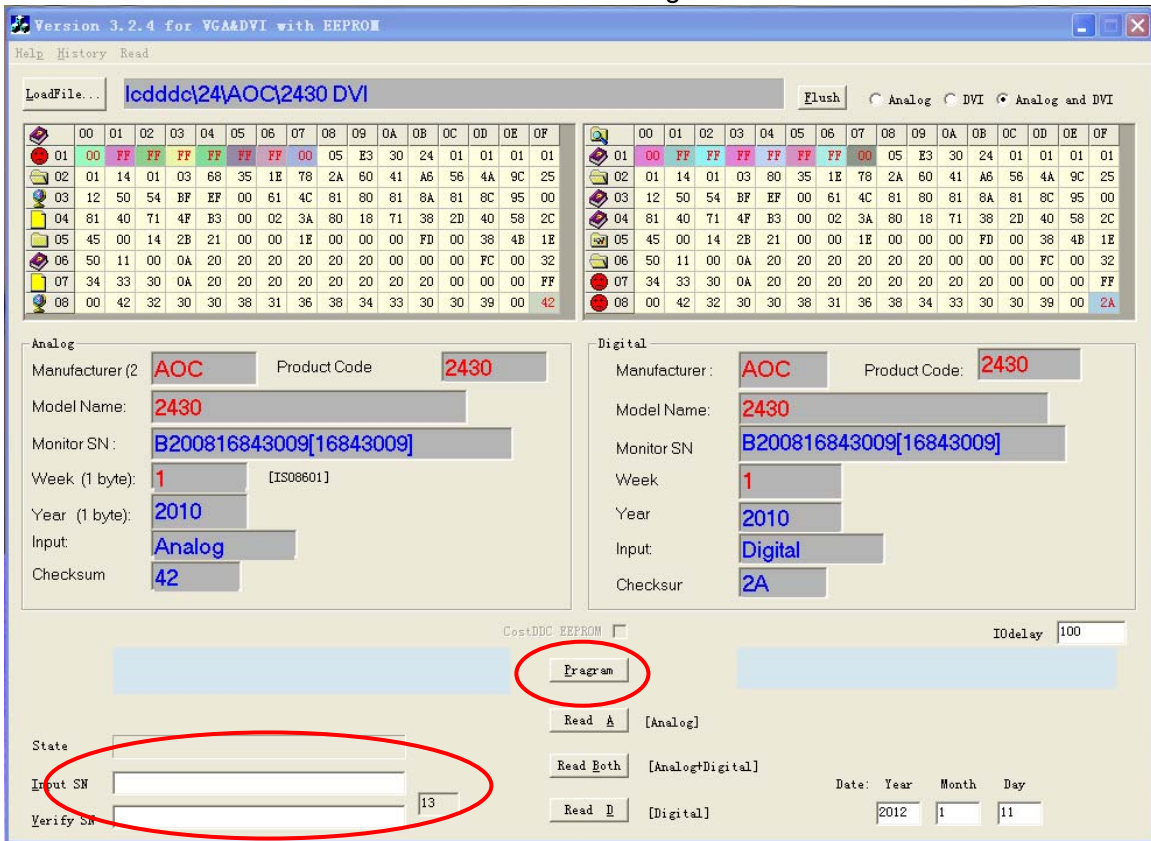 Version 3.2.4 for VGA&DVI with EEPROM
Help History Read
LoadFile... lcdddc\24\AOC\2430 DVI Flush Analog DVI Analog and DVI
00 01 02 03 04 05 06 07 08 09 0A 0B 0C 0D 0E 0F
01 00 FF FF FF FF FF FF 00 05 E3 30 24 01 01 01 01
02 01 14 01 03 68 35 1E 78 2A 60 41 A6 56 4A 9C 25
03 12 50 54 BF EF 00 61 4C 81 80 81 8A 81 8C 95 00
04 81 40 71 4F B3 00 02 3A 80 18 71 38 2D 40 58 2C
05 45 00 14 2B 21 00 00 1E 00 00 00 FD 00 38 4B 1E
06 50 11 00 0A 20 20 20 20 20 20 00 00 00 FC 00 32
07 34 33 30 0A 20 20 20 20 20 20 20 20 00 00 00 FF
08 00 42 32 30 30 38 31 36 38 34 33 30 30 39 00 42
00 01 02 03 04 05 06 07 08 09 0A 0B 0C 0D 0E 0F
01 00 FF FF FF FF FF FF 00 05 E3 30 24 01 01 01 01
02 01 14 01 03 80 35 1E 78 2A 60 41 A6 56 4A 9C 25
03 12 50 54 BF EF 00 61 4C 81 80 81 8A 81 8C 95 00
04 81 40 71 4F B3 00 02 3A 80 18 71 38 2D 40 58 2C
05 45 00 14 2B 21 00 00 1E 00 00 00 FD 00 38 4B 1E
06 50 11 00 0A 20 20 20 20 20 20 00 00 00 FC 00 32
07 34 33 30 0A 20 20 20 20 20 20 20 20 00 00 00 FF
08 00 42 32 30 30 38 31 36 38 34 33 30 30 39 00 2A
Analog
Manufacturer (2 AOC Product Code 2430
Model Name: 2430
Monitor SN : B200816843009[16843009]
Week (1 byte): 1 [ISO8601]
Year (1 byte): 2010
Input: Analog
Checksum 42
Digital
Manufacturer : AOC Product Code: 2430
Model Name: 2430
Monitor SN B200816843009[16843009]
Week 1
Year 2010
Input: Digital
Checksur 2A
CostDDC EEPROM IOdelay 100
Pragram
Read A [Analog]
State
Read Both [Analog+Digital]
Input SN 13
Date: Year Month Day
Verify SN
Read D [Digital] 2012 1 11